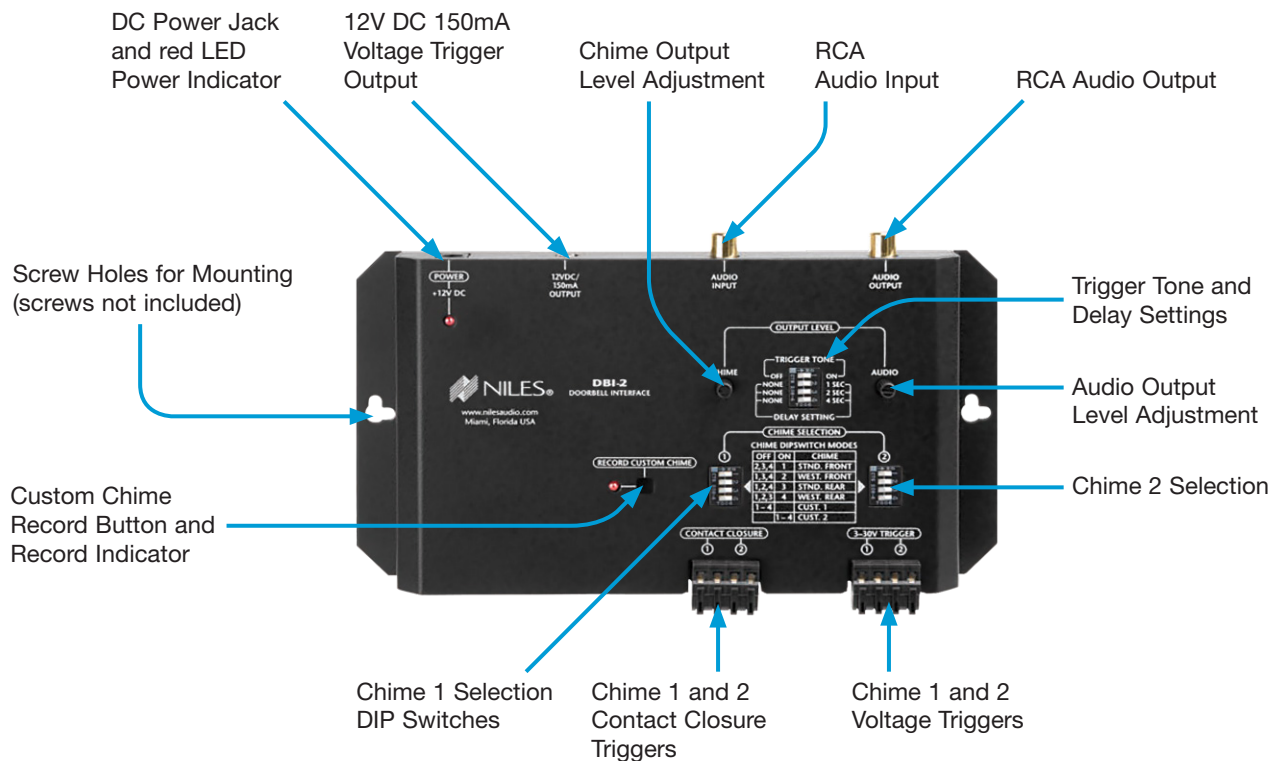 DC Power Jack
and red LED
Power Indicator
12V DC 150mA
Voltage Trigger
Output
Chime Output
Level Adjustment
RCA
Audio Input
RCA Audio Output
Screw Holes for Mounting
(screws not included)
Trigger Tone and
Delay Settings
Audio Output
Level Adjustment
Chime 2 Selection
Custom Chime
Record Button and
Record Indicator
Chime 1 Selection
DIP Switches
Chime 1 and 2
Contact Closure
Triggers
Chime 1 and 2
Voltage Triggers
POWER
+12V DC
12VDC/
150mA
OUTPUT
AUDIO
INPUT
AUDIO
OUTPUT
OUTPUT LEVEL
HIME
TRIGGER TONE
AUDIO
OFF ON
NONE 1 SEC
NONE 2 SEC
NONE 4 SEC
DELAY SETTING
NILES®
www.nilesaudio.com
Miami, Florida USA
DBI-2
DOORBELL INTERFACE
CHIME SELECTION
1 2
CHIME DIPSWITCH MODES
OFF ON CHIME
2,3,4 1 STND. FRONT
1,3,4 2 WEST. FRONT
1,2,4 3 STND. REAR
1,2,3 4 WEST. REAR
1-4 CUST. 1
1-4 CUST. 2
RECORD CUSTOM CHIME
CONTACT CLOSURE
1 2
3-30V TRIGGER
1 2